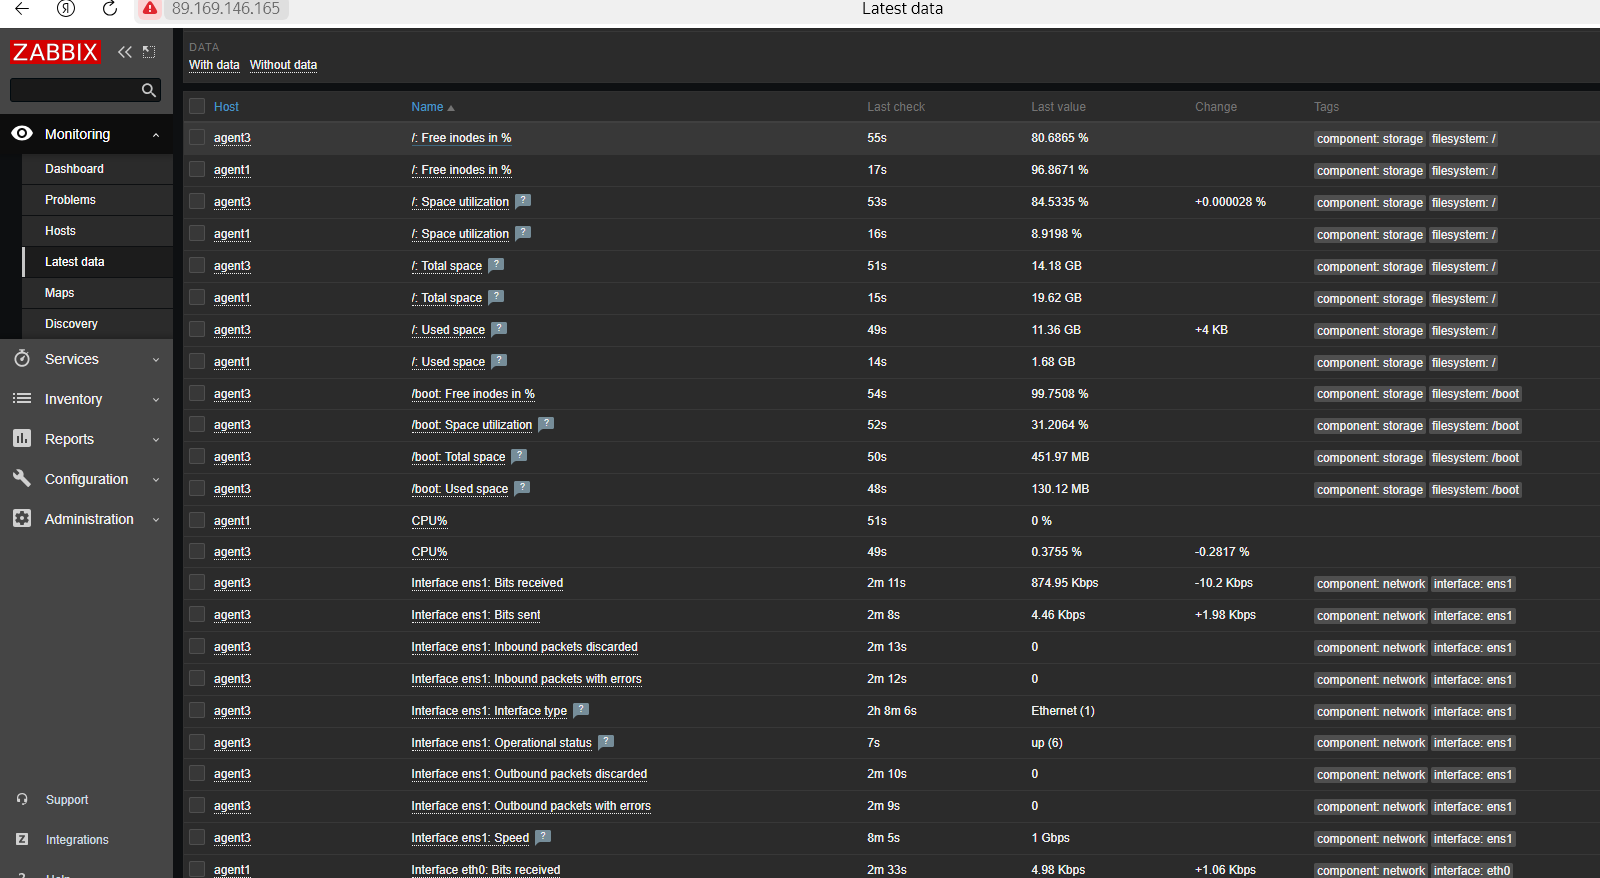 89.169.146.165 Latest data
ZABBIX
DATA
With data Without data
Host Name Last check Last value Change Tags
Monitoring
Dashboard
Problems
Hosts
Latest data
Maps
Discovery
Services
Inventory
Reports
Configuration
Administration
Support
Integrations
agent3 /: Free inodes in % 55s 80.6865 % component: storage filesystem: /
agent1 /: Free inodes in % 17s 96.8671 % component: storage filesystem: /
agent3 /: Space utilization ? 53s 84.5335 % +0.000028 % component: storage filesystem: /
agent1 /: Space utilization ? 16s 8.9198 % component: storage filesystem: /
agent3 /: Total space ? 51s 14.18 GB component: storage filesystem: /
agent1 /: Total space ? 15s 19.62 GB component: storage filesystem: /
agent3 /: Used space ? 49s 11.36 GB +4 KB component: storage filesystem: /
agent1 /: Used space ? 14s 1.68 GB component: storage filesystem: /
agent3 /boot: Free inodes in % 54s 99.7508 % component: storage filesystem: /boot
agent3 /boot: Space utilization ? 52s 31.2064 % component: storage filesystem: /boot
agent3 /boot: Total space ? 50s 451.97 MB component: storage filesystem: /boot
agent3 /boot: Used space ? 48s 130.12 MB component: storage filesystem: /boot
agent1 CPU% 51s 0 %
agent3 CPU% 49s 0.3755 % -0.2817 %
agent3 Interface ens1: Bits received 2m 11s 874.95 Kbps -10.2 Kbps component: network interface: ens1
agent3 Interface ens1: Bits sent 2m 8s 4.46 Kbps +1.98 Kbps component: network interface: ens1
agent3 Interface ens1: Inbound packets discarded 2m 13s 0 component: network interface: ens1
agent3 Interface ens1: Inbound packets with errors 2m 12s 0 component: network interface: ens1
agent3 Interface ens1: Interface type ? 2h 8m 6s Ethernet (1) component: network interface: ens1
agent3 Interface ens1: Operational status ? 7s up (6) component: network interface: ens1
agent3 Interface ens1: Outbound packets discarded 2m 10s 0 component: network interface: ens1
agent3 Interface ens1: Outbound packets with errors 2m 9s 0 component: network interface: ens1
agent3 Interface ens1: Speed ? 8m 5s 1 Gbps component: network interface: ens1
agent1 Interface eth0: Bits received 2m 33s 4.98 Kbps +1.06 Kbps component: network interface: eth0